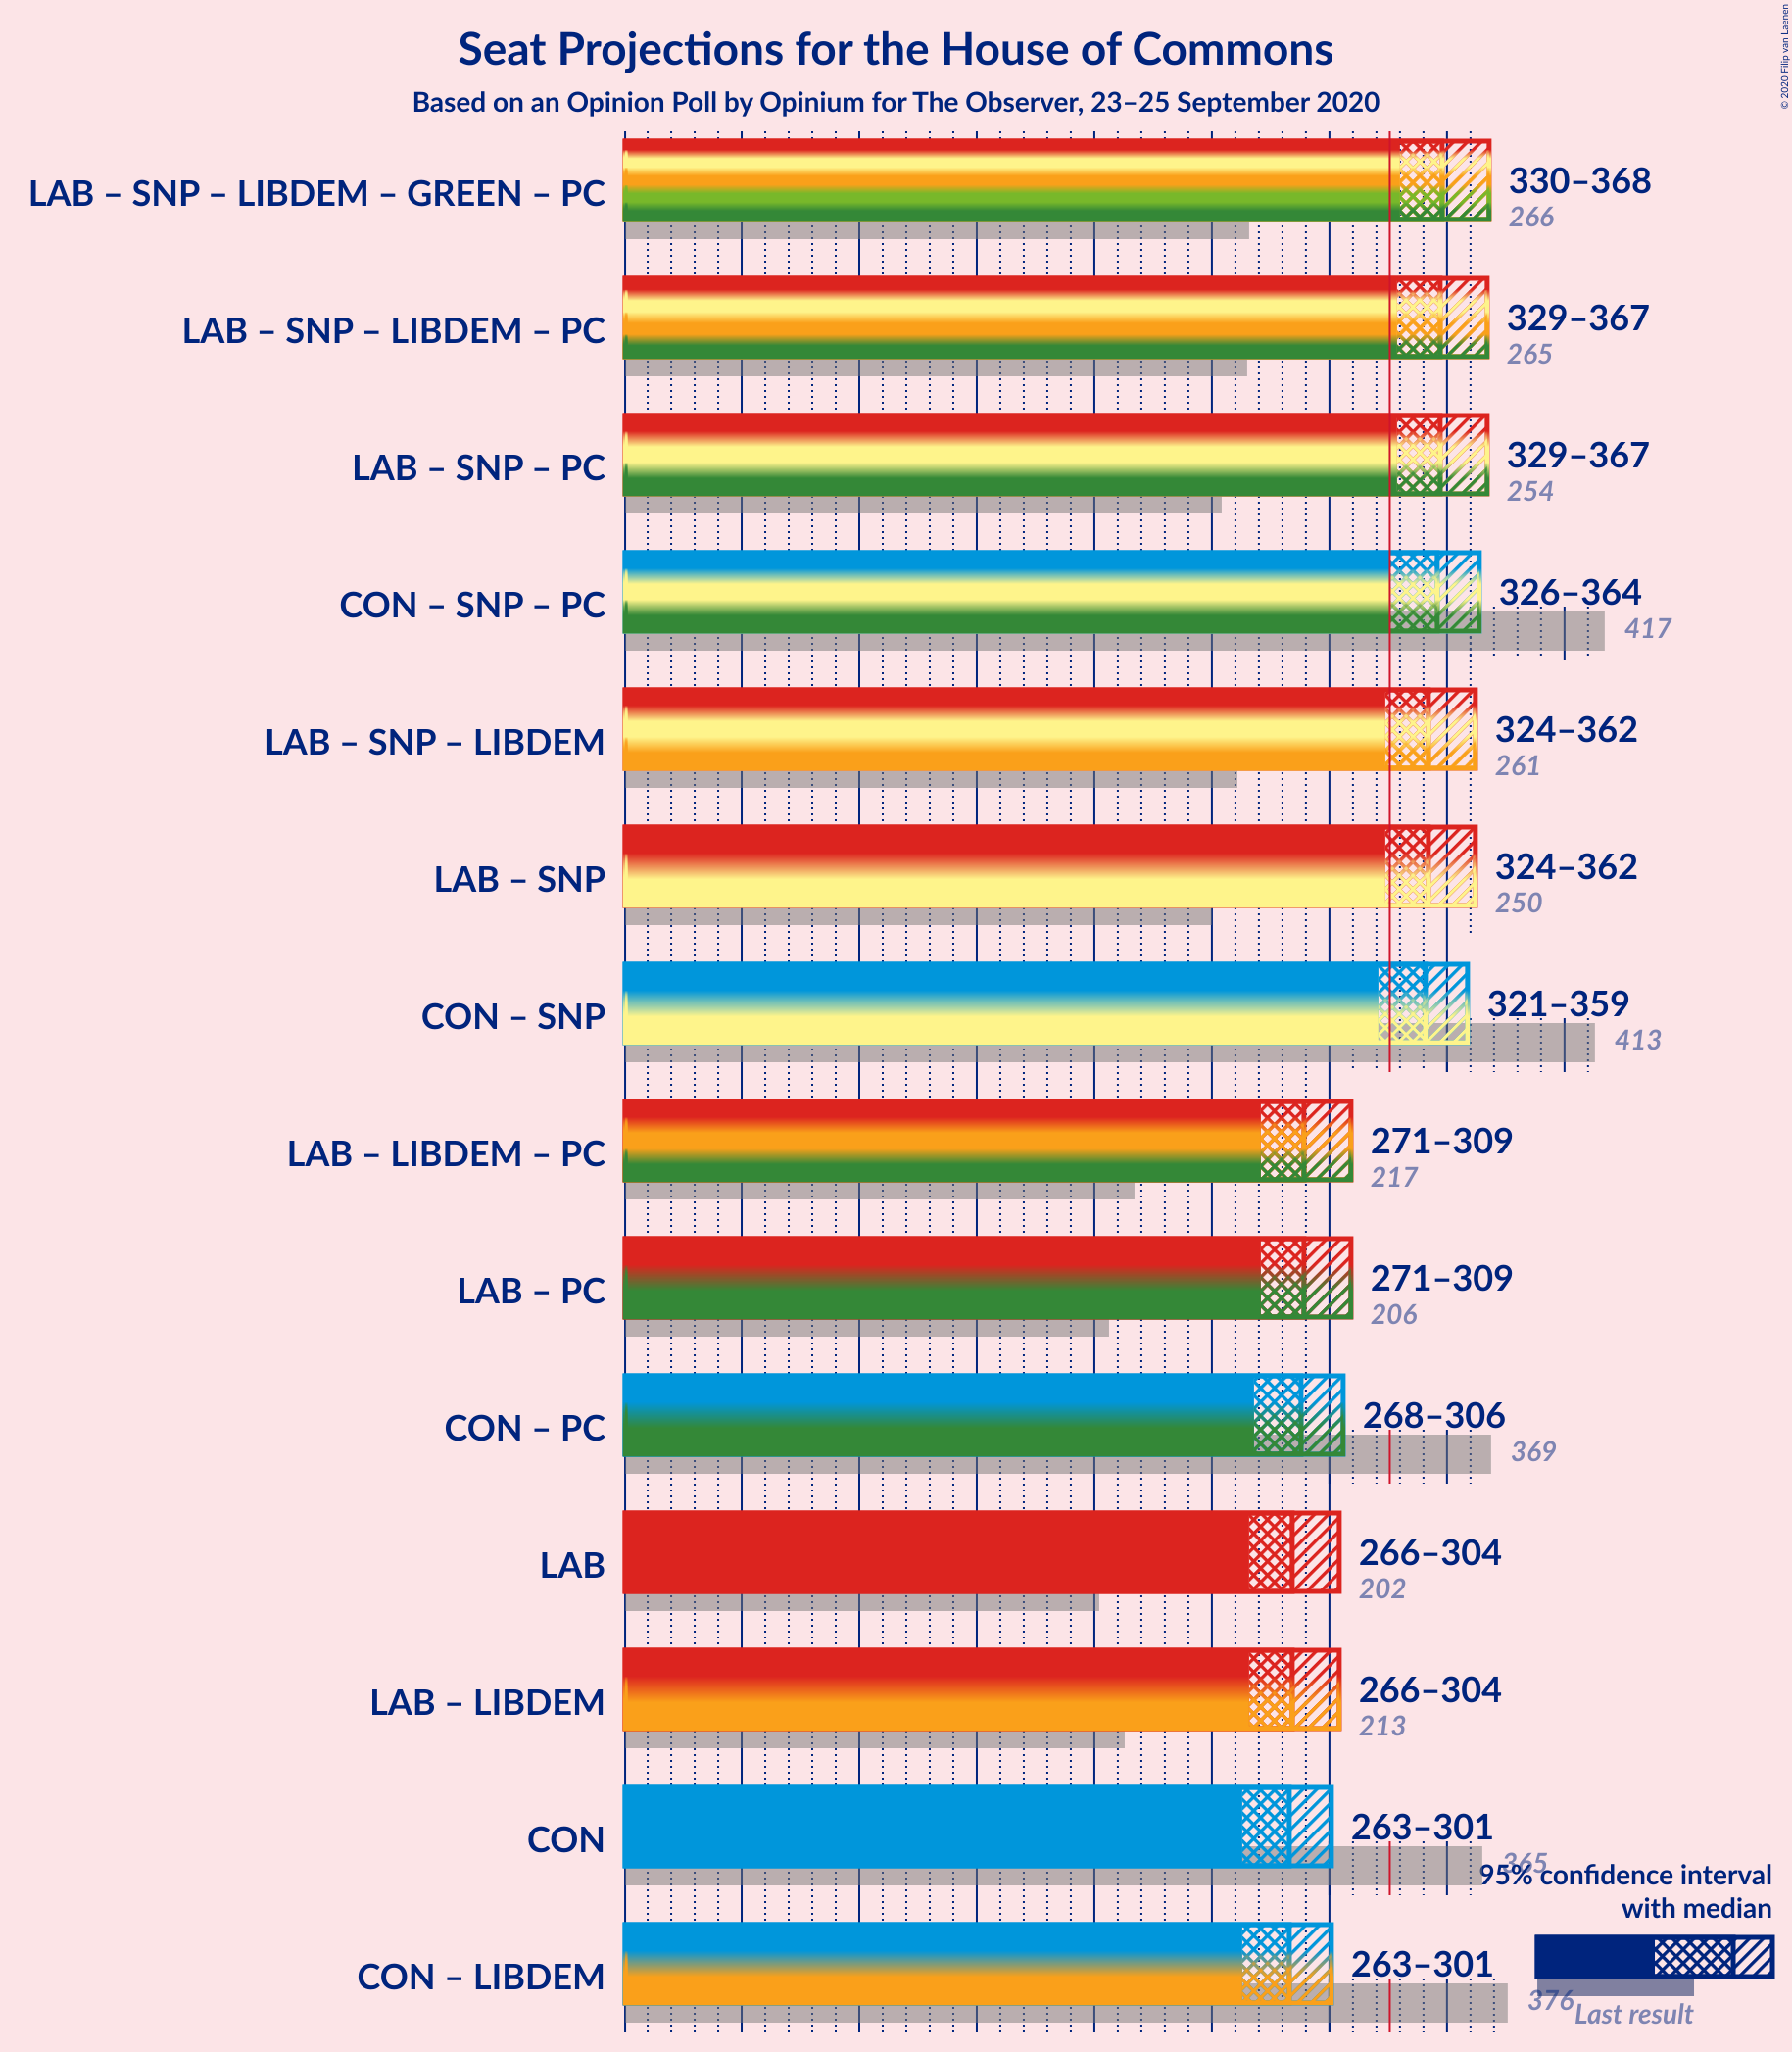 Seat Projections for the House of Commons
Based on an Opinion Poll by Opinium for The Observer, 23–25 September 2020
© 2020 Filip van Laenen
LAB – SNP – LIBDEM – GREEN – PC
330–368
266
LAB – SNP – LIBDEM – PC
329–367
265
LAB – SNP – PC
329–367
254
CON – SNP – PC
326–364
417
LAB – SNP – LIBDEM
324–362
261
LAB – SNP
324–362
250
CON – SNP
321–359
413
LAB – LIBDEM – PC
271–309
217
LAB – PC
271–309
206
CON – PC
268–306
369
LAB
266–304
202
LAB – LIBDEM
266–304
213
CON
263–301
365
CON – LIBDEM
263–301
376
95% confidence interval
with median
Last result